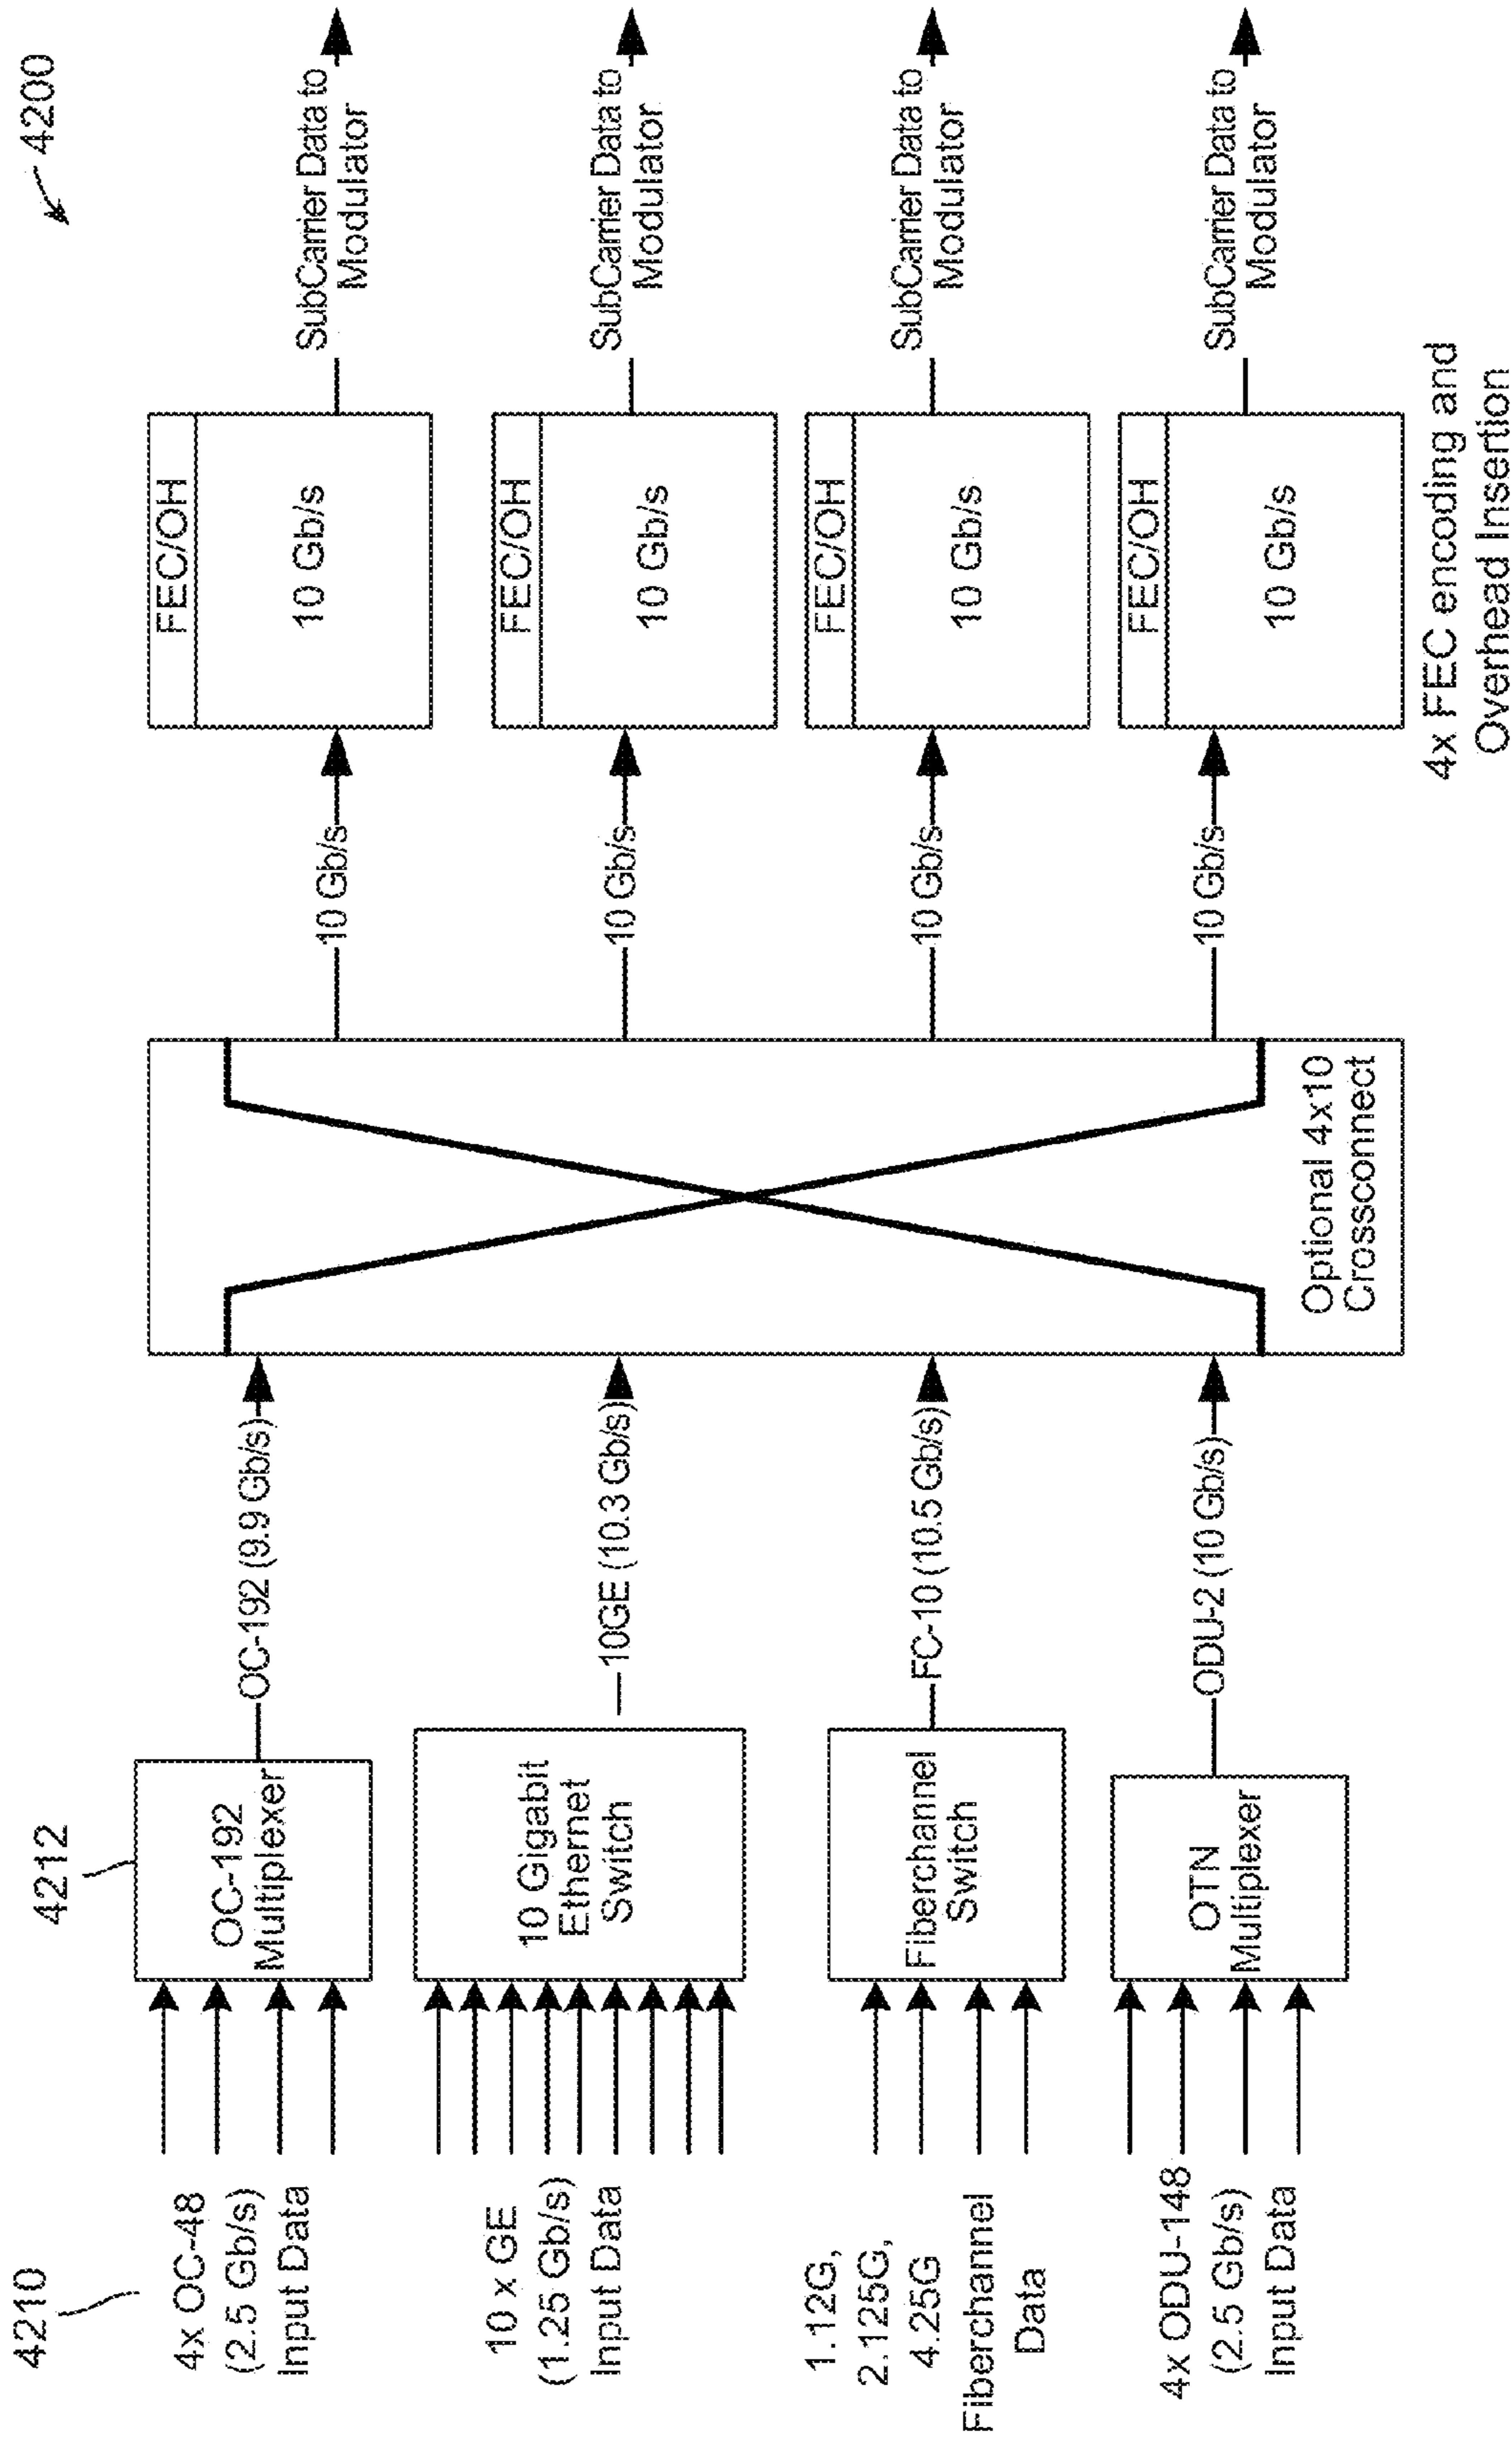 4200
4210
4212
4x OC-48
(2.5 Gb/s)
Input Data
OC-192
Multiplexer
OC-192 (9.9 Gb/s)
10 Gb/s
FEC/OH
10 Gb/s
SubCarrier Data to
Modulator
10 x GE
(1.25 Gb/s)
Input Data
10 Gigabit
Ethernet
Switch
10GE (10.3 Gb/s)
10 Gb/s
FEC/OH
10 Gb/s
SubCarrier Data to
Modulator
1.12G,
2.125G,
4.25G
Fiberchannel
Data
Fiberchannel
Switch
FC-10 (10.5 Gb/s)
10 Gb/s
FEC/OH
10 Gb/s
SubCarrier Data to
Modulator
4x ODU-148
(2.5 Gb/s)
Input Data
OTN
Multiplexer
ODU-2 (10 Gb/s)
10 Gb/s
FEC/OH
10 Gb/s
SubCarrier Data to
Modulator
Optional 4x10
Crossconnect
4x FEC encoding and
Overhead Insertion